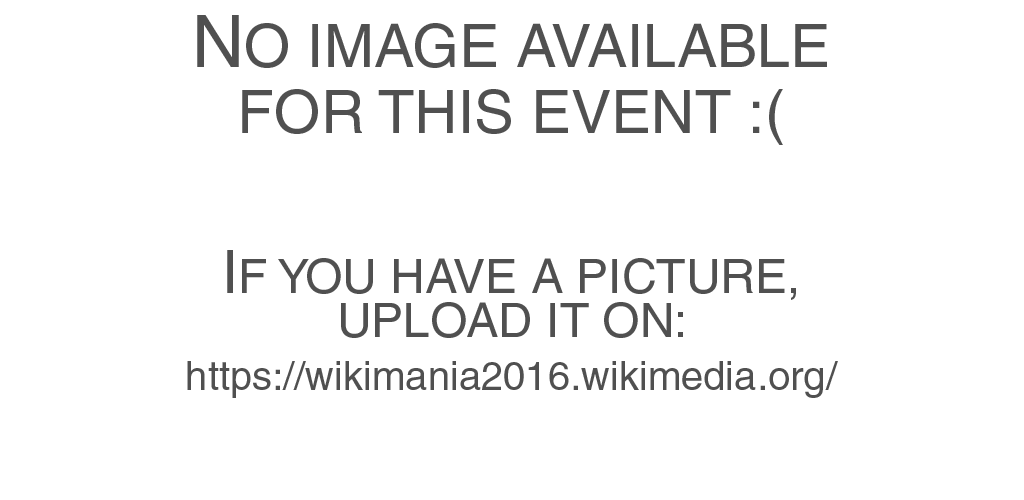 NO IMAGE AVAILABLE
FOR THIS EVENT :(
IF YOU HAVE A PICTURE,
UPLOAD IT ON:
https://wikimania2016.wikimedia.org/